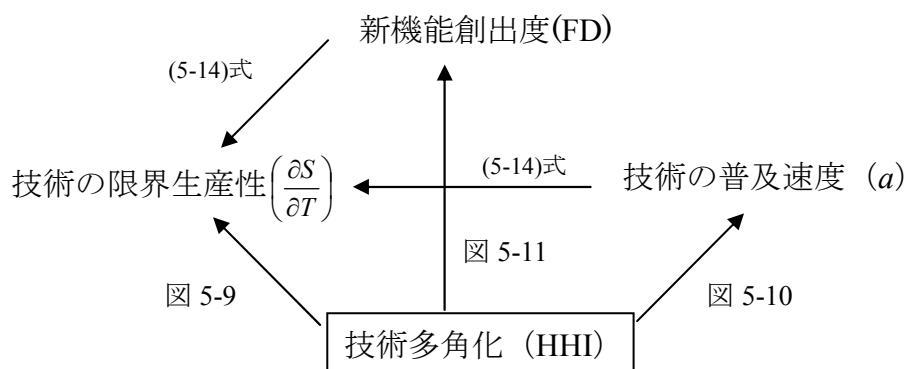 新機能創出度(FD)
(5-14)式
技術の限界生産性(∂S/∂T)
(5-14)式
技術の普及速度（a）
図 5-11
図 5-9
図 5-10
技術多角化（HHI）